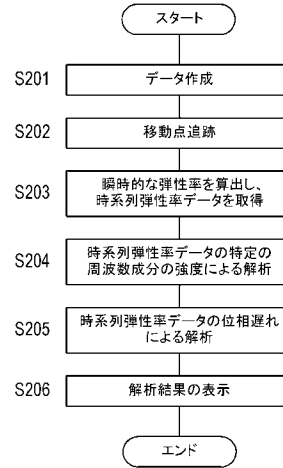 スタート
S201
データ作成
S202
移動点追跡
S203
瞬時的な弾性率を算出し、
時系列弾性率データを取得
S204
時系列弾性率データの特定の
周波数成分の強度による解析
S205
時系列弾性率データの位相遅れ
による解析
S206
解析結果の表示
エンド